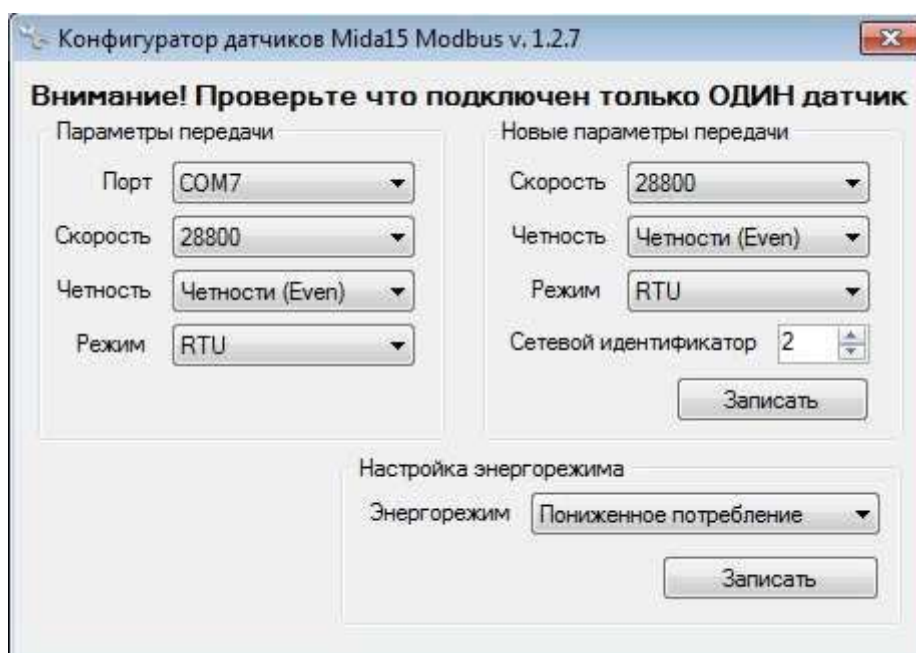 Конфигуратор датчиков Mida15 Modbus v. 1.2.7
Внимание! Проверьте что подключен только ОДИН датчик
Параметры передачи
Порт COM7
Скорость 28800
Четность Четности (Even)
Режим RTU
Новые параметры передачи
Скорость 28800
Четность Четности (Even)
Режим RTU
Сетевой идентификатор 2
Записать
Настройка энергорежима
Энергорежим Пониженное потребление
Записать